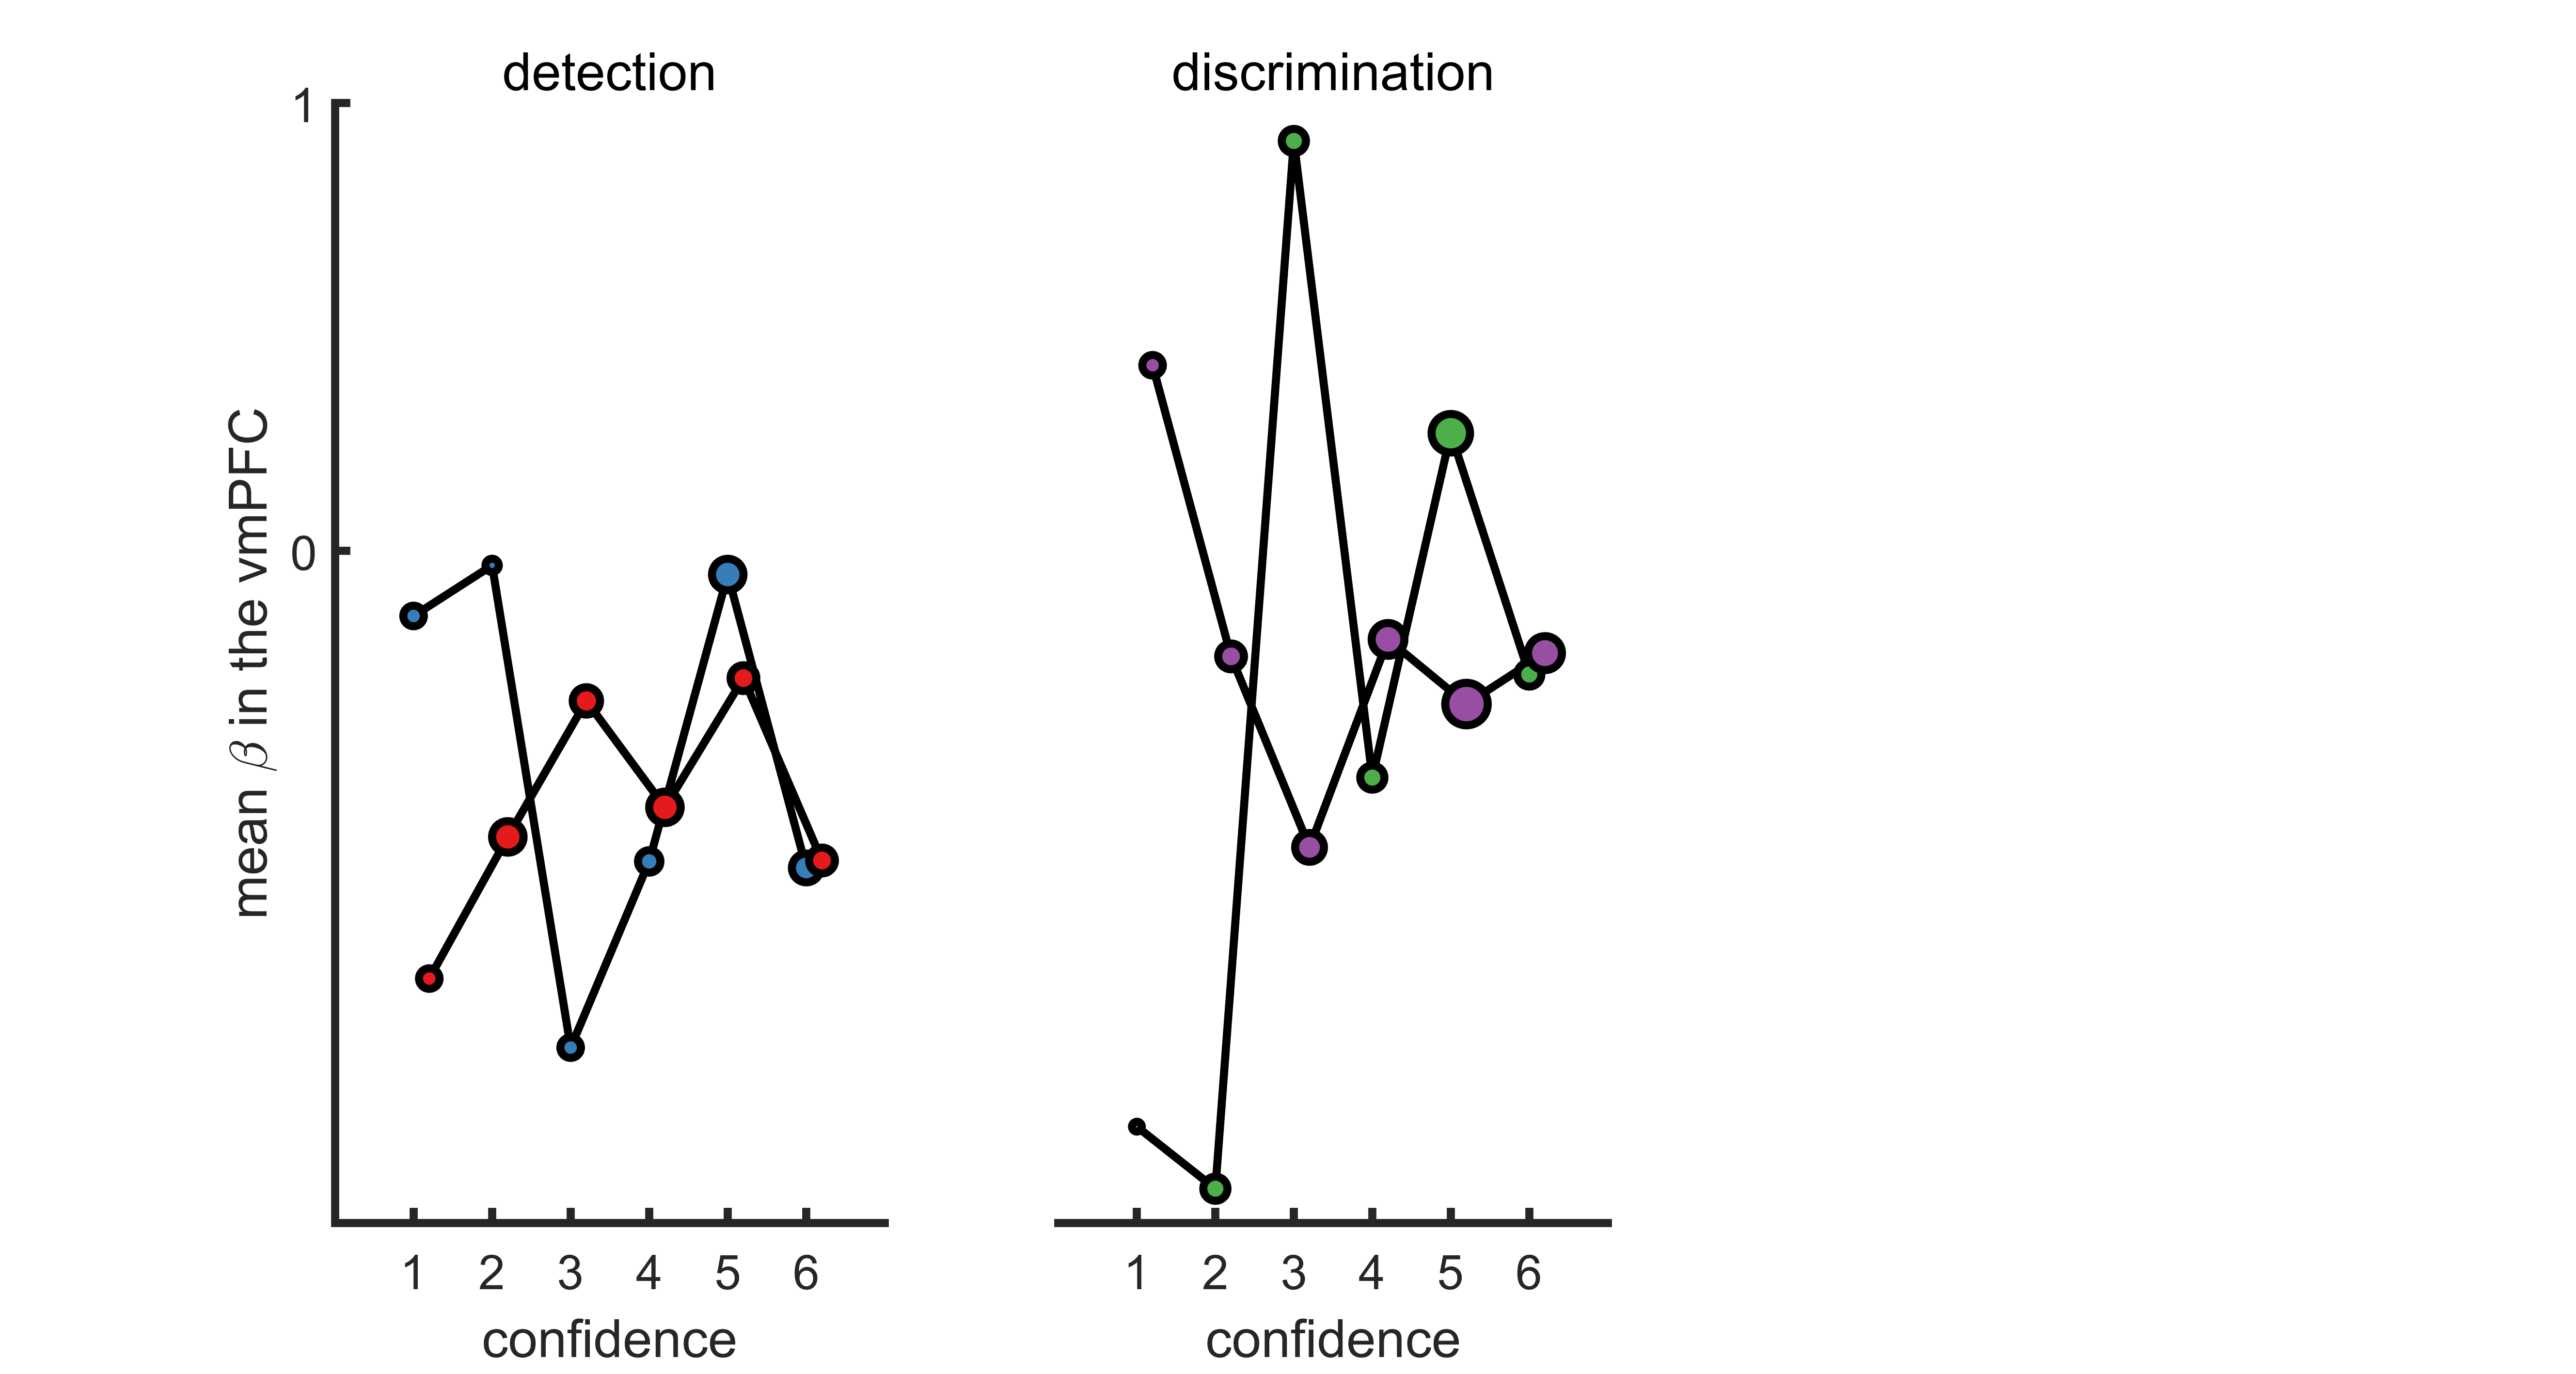 detection
discrimination
1
0
mean β in the vmPFC
1 2 3 4 5 6
1 2 3 4 5 6
confidence
confidence